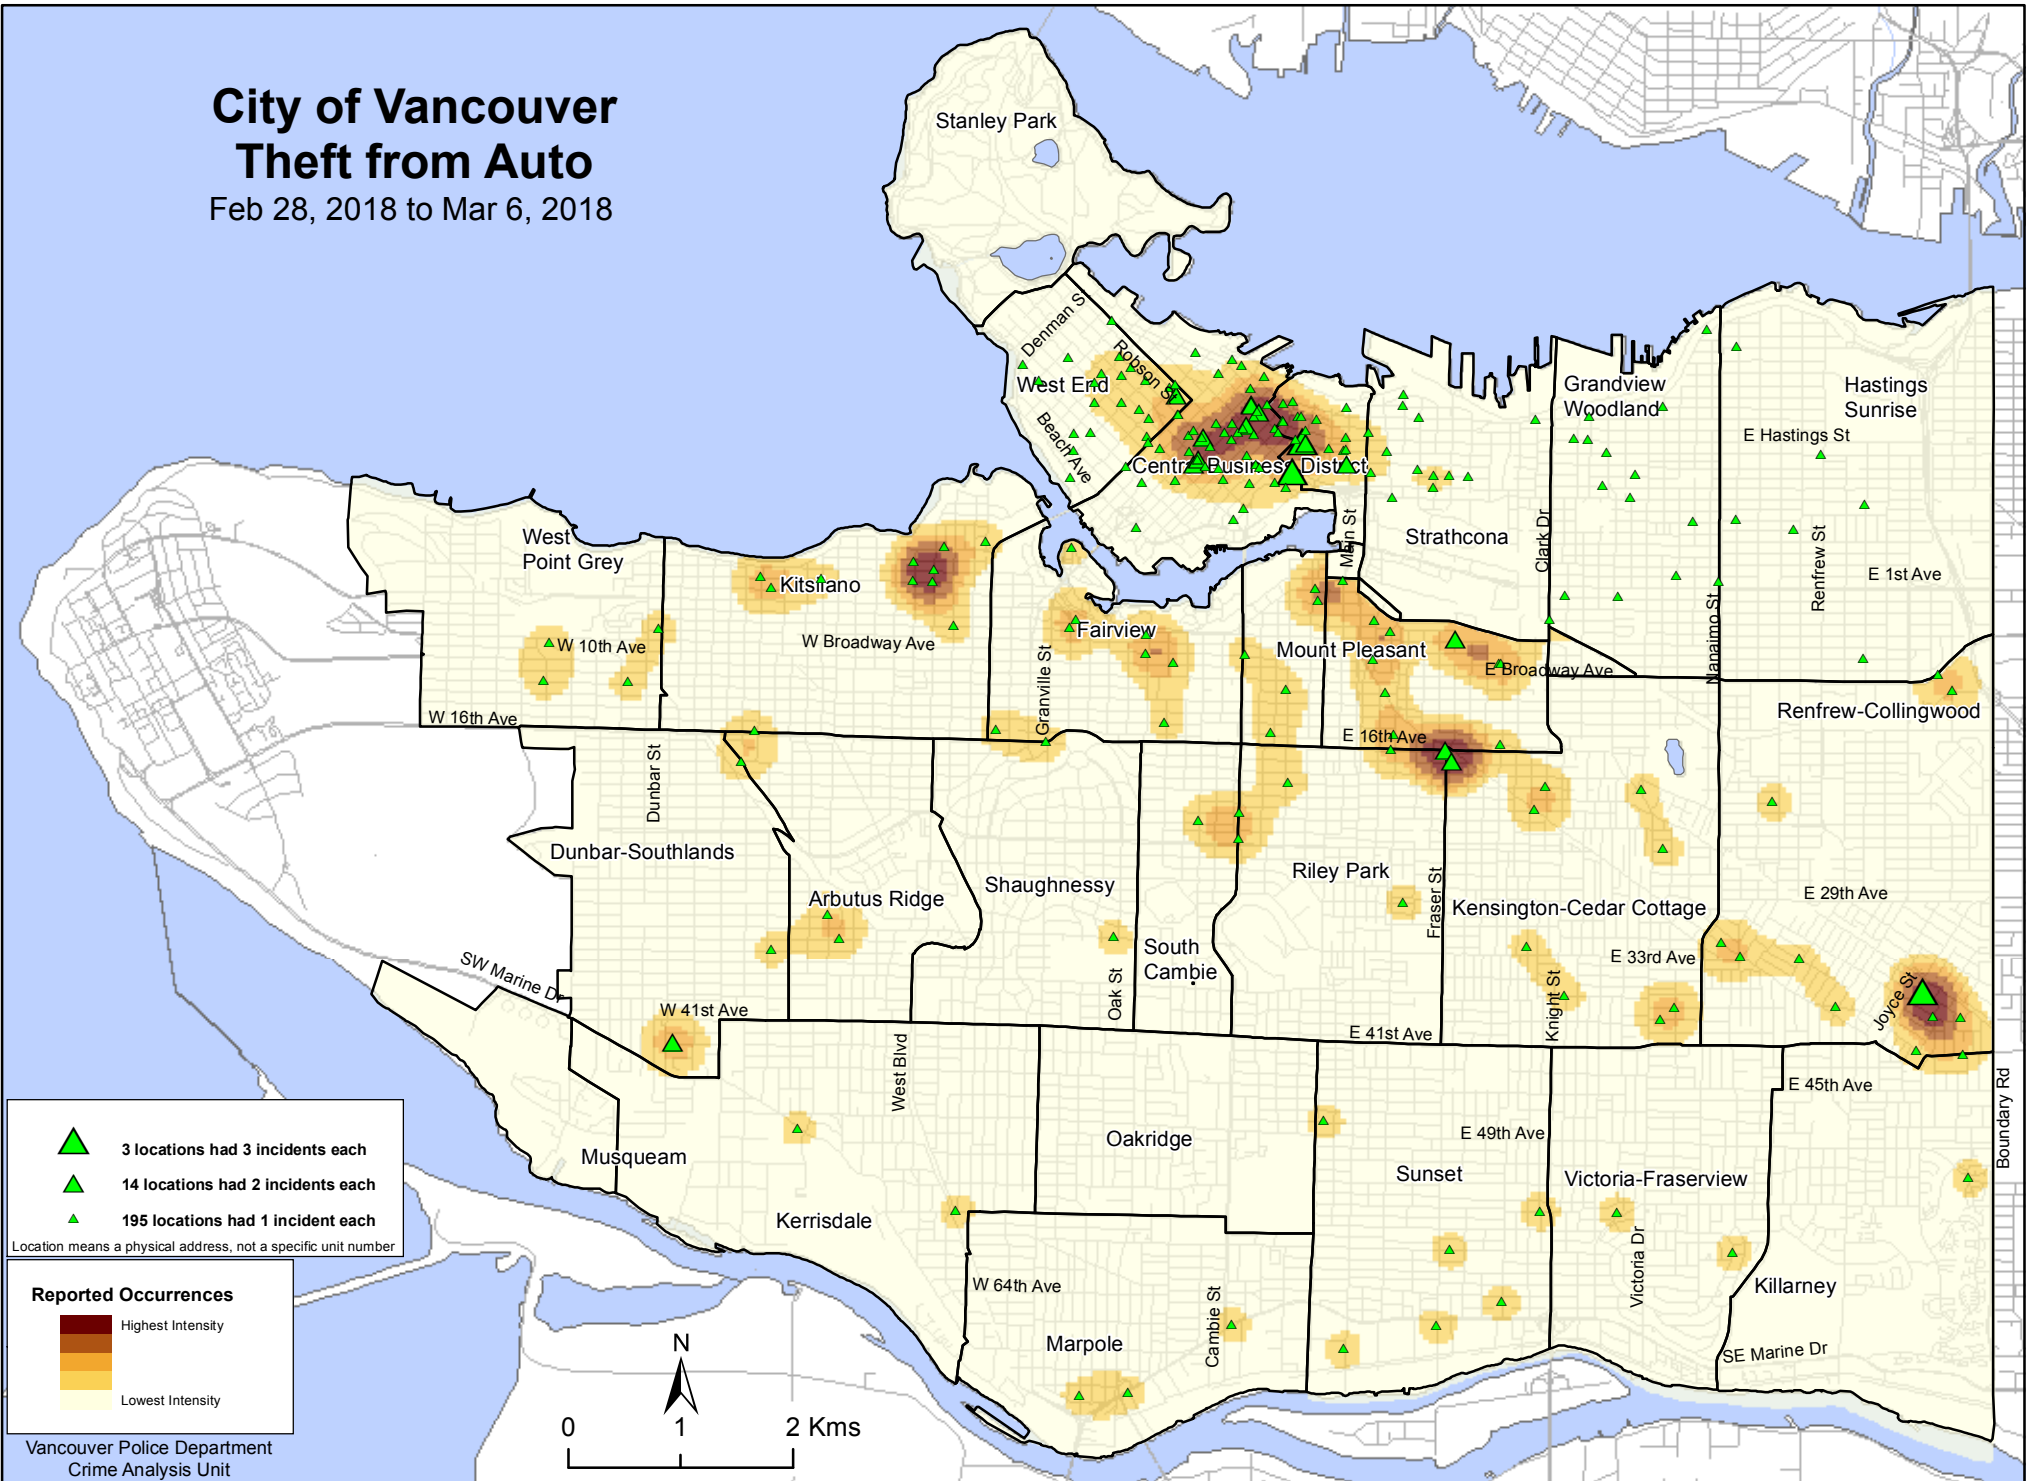 City of Vancouver
Theft from Auto
Feb 28, 2018 to Mar 6, 2018
Stanley Park
Denman St
Robson St
West End
Beach Ave
Central Business District
Grandview
Woodland
Hastings
Sunrise
E Hastings St
West
Point Grey
Kitsilano
Main St
Strathcona
Clark Dr
Renfrew St
E 1st Ave
Nanaimo St
W 10th Ave
W Broadway Ave
Fairview
Granville St
Mount Pleasant
E Broadway Ave
W 16th Ave
E 16th Ave
Renfrew-Collingwood
Dunbar St
Dunbar-Southlands
Arbutus Ridge
Shaughnessy
Riley Park
Fraser St
E 29th Ave
Kensington-Cedar Cottage
South
Cambie
Oak St
E 33rd Ave
Knight St
Joyce St
SW Marine Dr
W 41st Ave
E 41st Ave
West Blvd
E 45th Ave
Boundary Rd
Musqueam
Oakridge
E 49th Ave
Sunset
Victoria-Fraserview
Kerrisdale
Victoria Dr
Killarney
W 64th Ave
Cambie St
Marpole
SE Marine Dr
3 locations had 3 incidents each
14 locations had 2 incidents each
195 locations had 1 incident each
Location means a physical address, not a specific unit number
Reported Occurrences
Highest Intensity
Lowest Intensity
Vancouver Police Department
Crime Analysis Unit
N
0 1 2 Kms